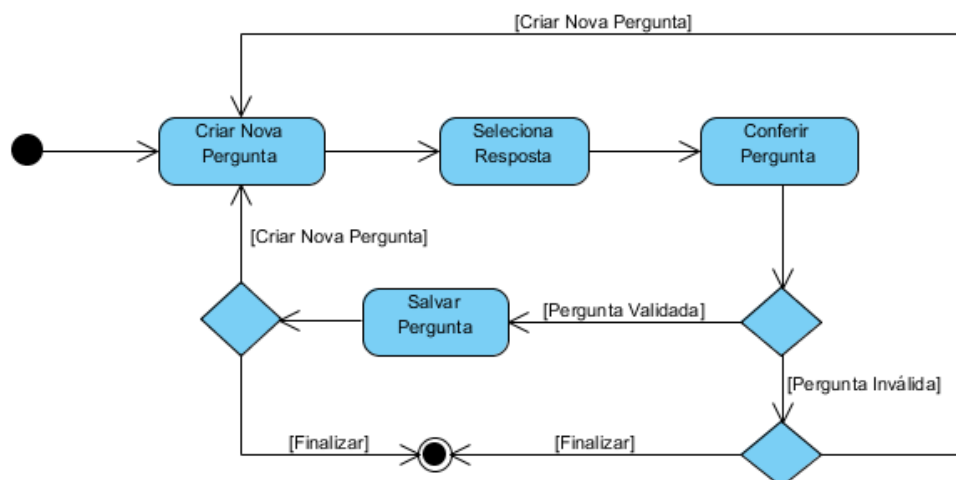 [Criar Nova Pergunta]
Criar Nova
Pergunta
Seleciona
Resposta
Conferir
Pergunta
[Criar Nova Pergunta]
Salvar
Pergunta
[Pergunta Validada]
[Pergunta Inválida]
[Finalizar]
[Finalizar]